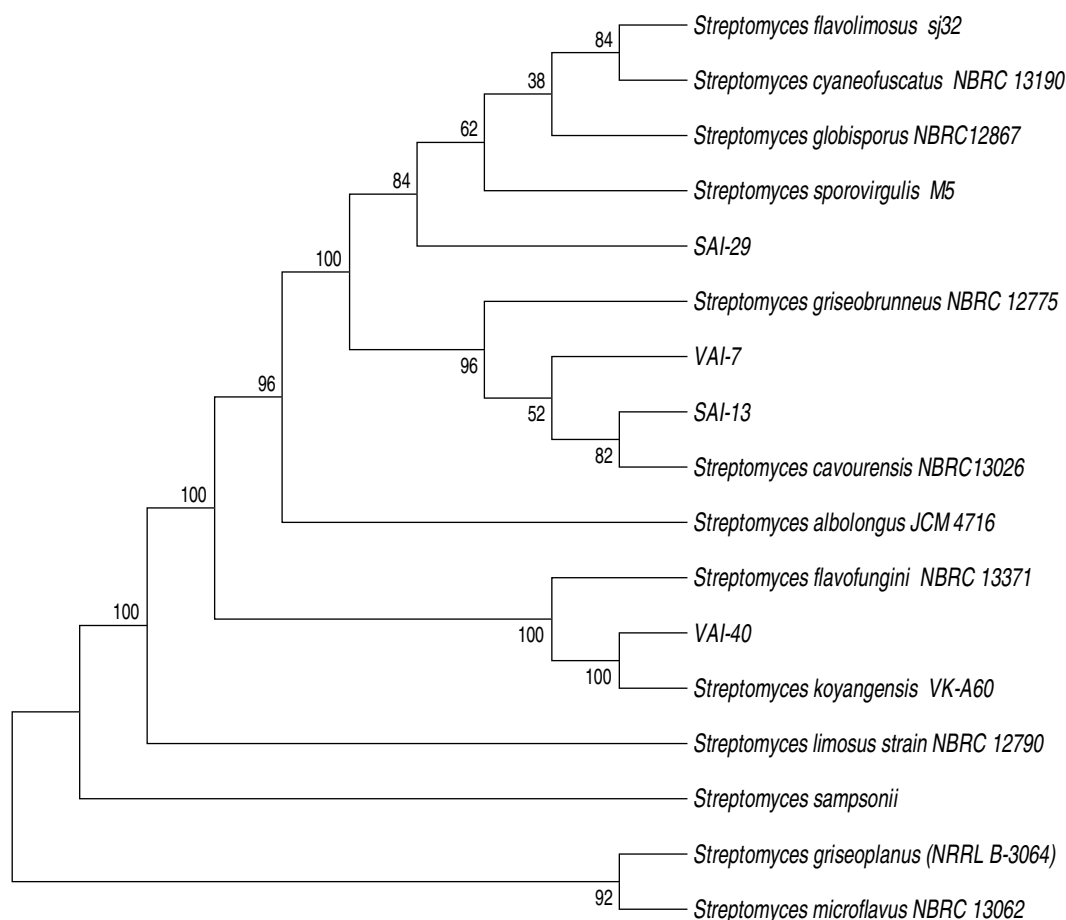 84
Streptomyces flavolimosus sj32
Streptomyces cyaneofuscatus NBRC 13190
38
Streptomyces globisporus NBRC12867
62
Streptomyces sporovirgulis M5
84
SAI-29
100
Streptomyces griseobrunneus NBRC 12775
96
VAI-7
52
SAI-13
82
Streptomyces cavourensis NBRC13026
96
Streptomyces albolongus JCM 4716
100
Streptomyces flavofungini NBRC 13371
100
VAI-40
100
Streptomyces koyangensis VK-A60
100
Streptomyces limosus strain NBRC 12790
Streptomyces sampsonii
Streptomyces griseoplanus (NRRL B-3064)
92
Streptomyces microflavus NBRC 13062